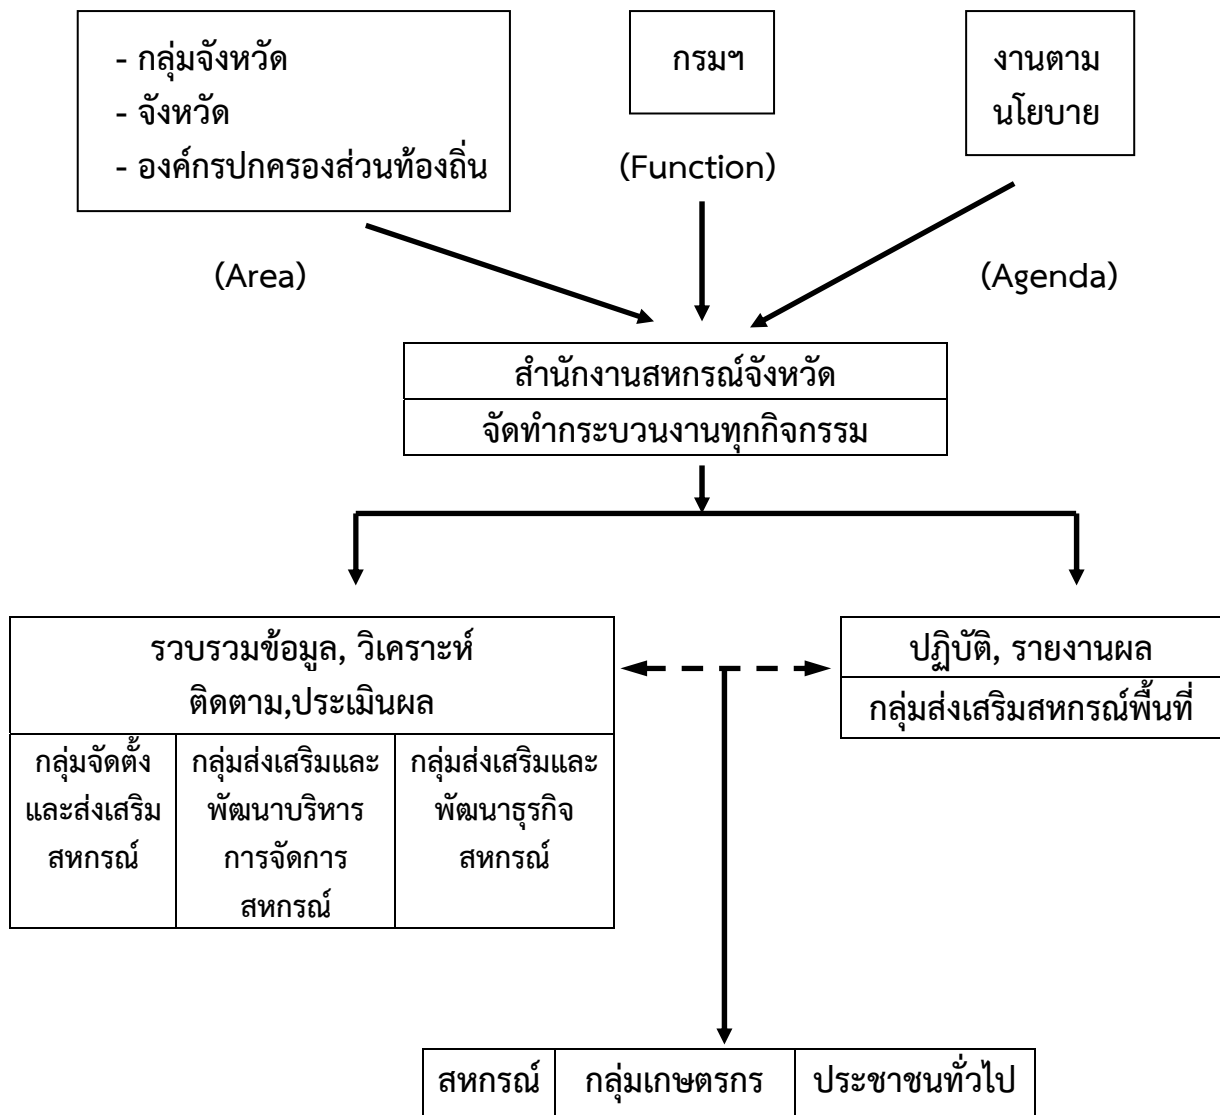 - กลุ่มจังหวัด
- จังหวัด
- องค์กรปกครองส่วนท้องถิ่น
(Area)
กรมฯ
(Function)
งานตาม
นโยบาย
(Agenda)
สำนักงานสหกรณ์จังหวัด
จัดทำกระบวนงานทุกกิจกรรม
รวบรวมข้อมูล, วิเคราะห์
ติดตาม,ประเมินผล
กลุ่มจัดตั้ง
และส่งเสริม
สหกรณ์
กลุ่มส่งเสริมและ
พัฒนาบริหาร
การจัดการ
สหกรณ์
กลุ่มส่งเสริมและ
พัฒนาธุรกิจ
สหกรณ์
ปฏิบัติ, รายงานผล
กลุ่มส่งเสริมสหกรณ์พื้นที่
สหกรณ์
กลุ่มเกษตรกร
ประชาชนทั่วไป